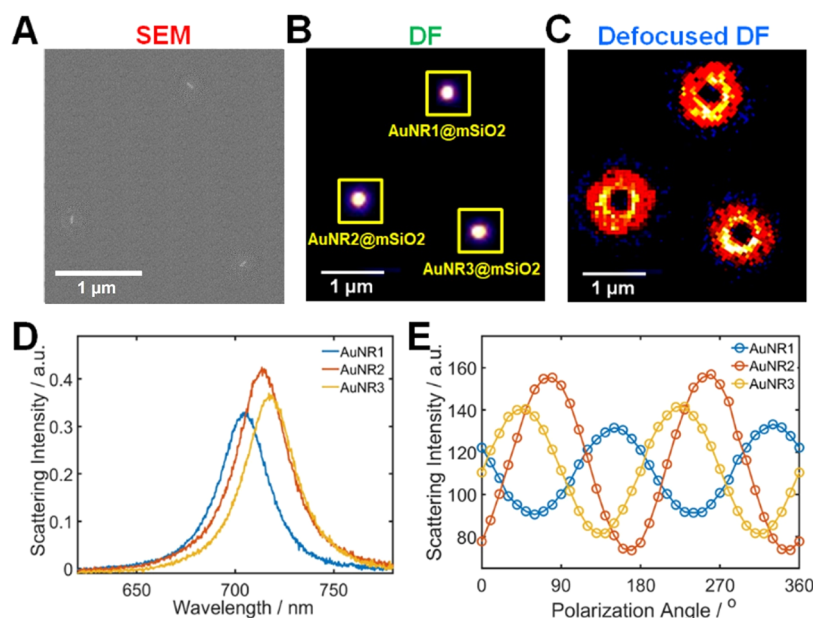 A
SEM
1 μm
B
DF
AuNR1@mSiO2
AuNR2@mSiO2
AuNR3@mSiO2
1 μm
C
Defocused DF
1 μm
D
Scattering Intensity / a.u.
0.4
0.3
0.2
0.1
0
650
700
750
Wavelength / nm
AuNR1
AuNR2
AuNR3
E
Scattering Intensity / a.u.
160
140
120
100
80
0
90
180
270
360
Polarization Angle / º
AuNR1
AuNR2
AuNR3